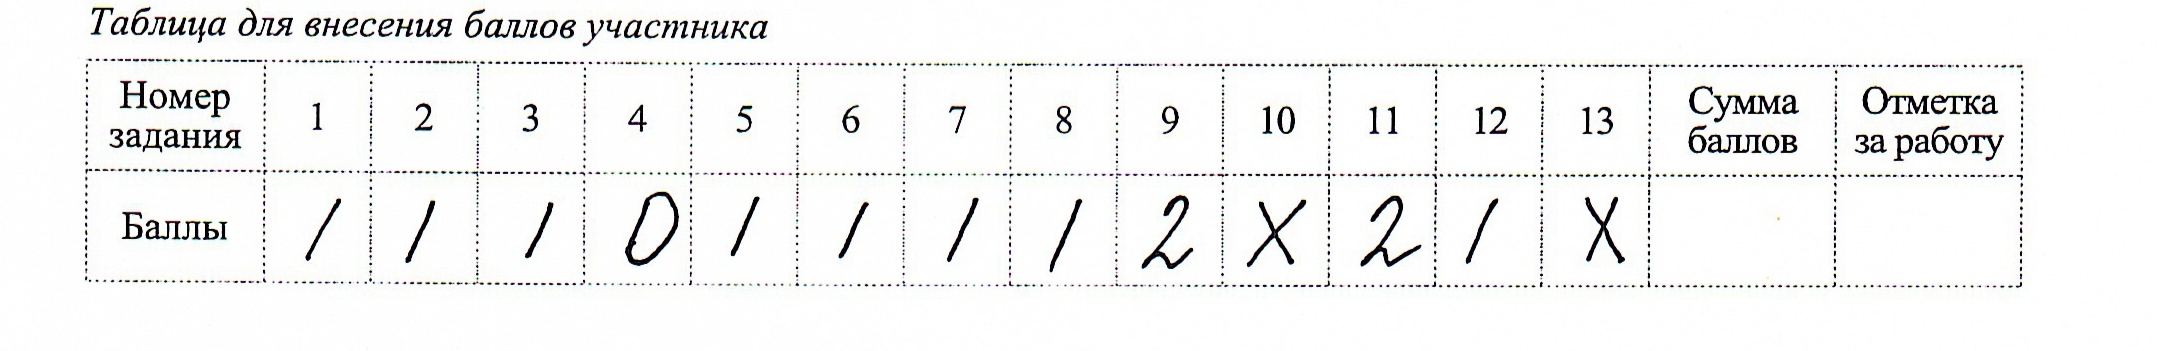 Таблица для внесения баллов участника
Номер задания 1 2 3 4 5 6 7 8 9 10 11 12 13 Сумма баллов Отметка за работу
Баллы 1 1 1 0 1 1 1 1 2 X 2 1 X